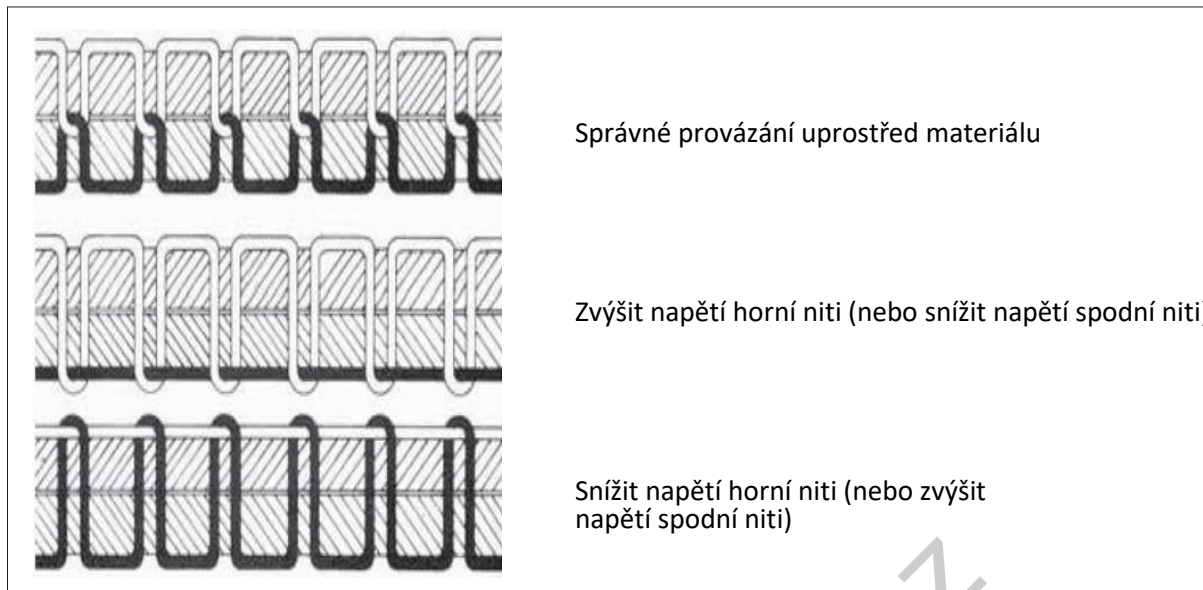 Správné provázání uprostřed materiálu
Zvýšit napětí horní niti (nebo snížit napětí spodní niti)
Snížit napětí horní niti (nebo zvýšit
napětí spodní niti)